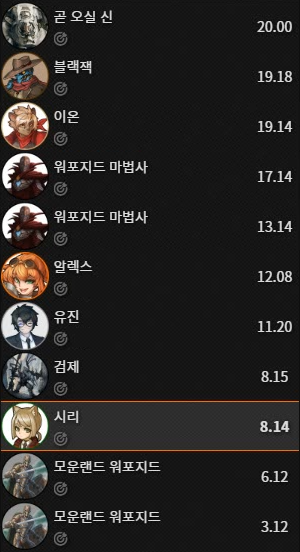 곧 오실 신
20.00
블랙잭
19.18
이온
19.14
워포지드 마법사
17.14
워포지드 마법사
13.14
알렉스
12.08
유진
11.20
검제
8.15
시리
8.14
모운랜드 워포지드
6.12
모운랜드 워포지드
3.12